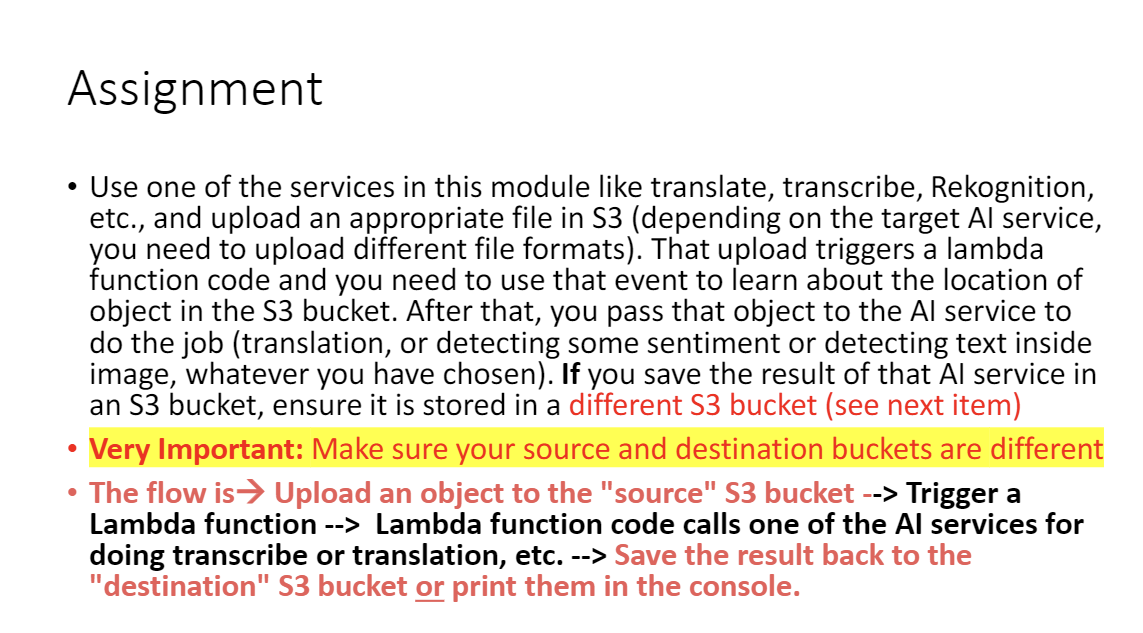 Assignment
• Use one of the services in this module like translate, transcribe, Rekognition,
etc., and upload an appropriate file in S3 (depending on the target AI service,
you need to upload different file formats). That upload triggers a lambda
function code and you need to use that event to learn about the location of
object in the S3 bucket. After that, you pass that object to the AI service to
do the job (translation, or detecting some sentiment or detecting text inside
image, whatever you have chosen). If you save the result of that AI service in
an S3 bucket, ensure it is stored in a different S3 bucket (see next item)
• Very Important: Make sure your source and destination buckets are different
• The flow is→ Upload an object to the "source" S3 bucket --> Trigger a
Lambda function --> Lambda function code calls one of the AI services for
doing transcribe or translation, etc. --> Save the result back to the
"destination" S3 bucket or print them in the console.